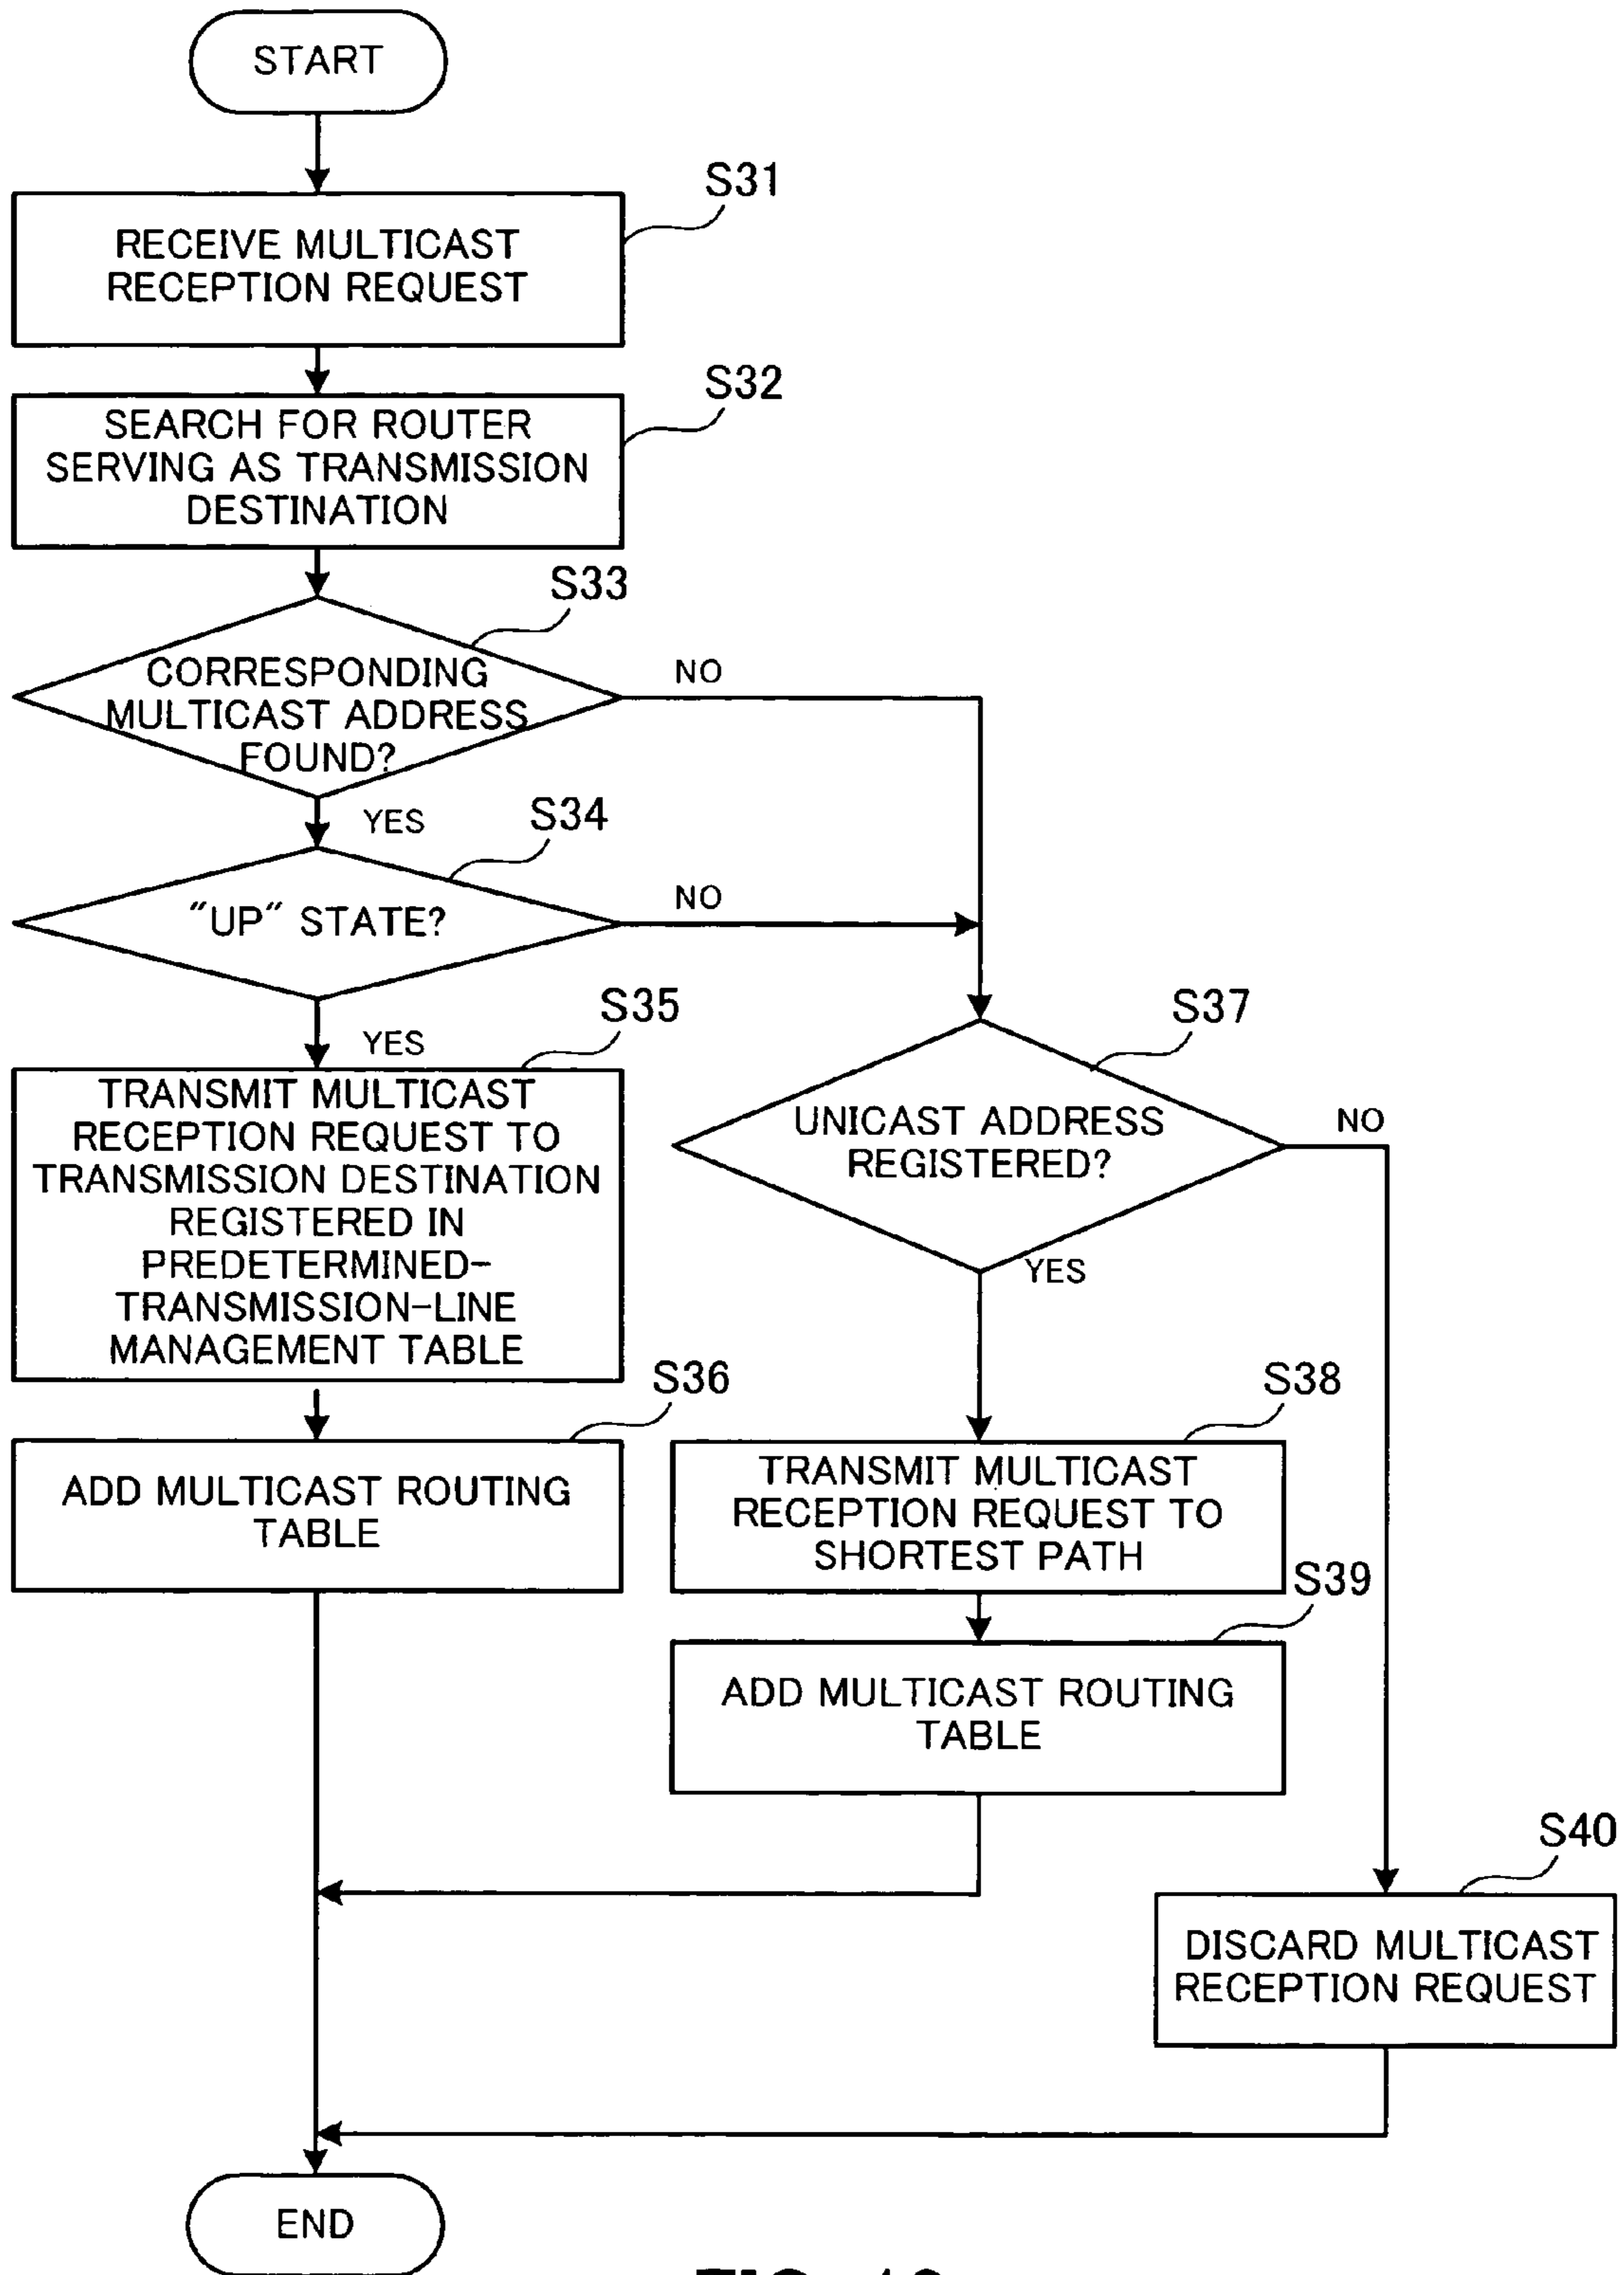 START
S31
RECEIVE MULTICAST
RECEPTION REQUEST
S32
SEARCH FOR ROUTER
SERVING AS TRANSMISSION
DESTINATION
S33
CORRESPONDING
MULTICAST ADDRESS
FOUND?
NO
YES
S34
"UP" STATE?
NO
YES
S35
TRANSMIT MULTICAST
RECEPTION REQUEST TO
TRANSMISSION DESTINATION
REGISTERED IN
PREDETERMINED-
TRANSMISSION-LINE
MANAGEMENT TABLE
S36
ADD MULTICAST ROUTING
TABLE
S37
UNICAST ADDRESS
REGISTERED?
NO
YES
S38
TRANSMIT MULTICAST
RECEPTION REQUEST TO
SHORTEST PATH
S39
ADD MULTICAST ROUTING
TABLE
S40
DISCARD MULTICAST
RECEPTION REQUEST
END